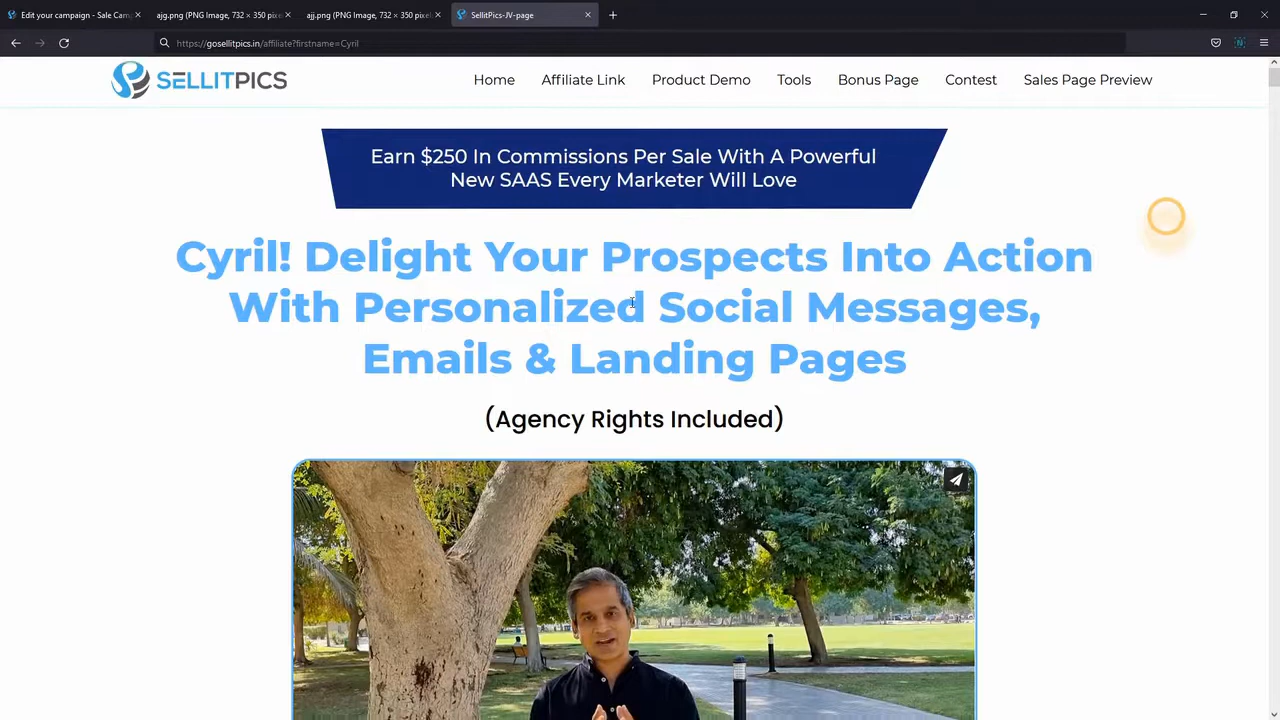 Edit your campaign - Sale Cam
ajg.png (PNG Image, 732 × 350 pixel
ajj.png (PNG Image, 732 × 350 pixel
SellitPics-JV-page
https://gosellitpics.in/affiliate?firstname=Cyril
SELLITPICS
Home
Affiliate Link
Product Demo
Tools
Bonus Page
Contest
Sales Page Preview
Earn $250 In Commissions Per Sale With A Powerful
New SAAS Every Marketer Will Love
Cyril! Delight Your Prospects Into Action
With Personalized Social Messages,
Emails & Landing Pages
(Agency Rights Included)